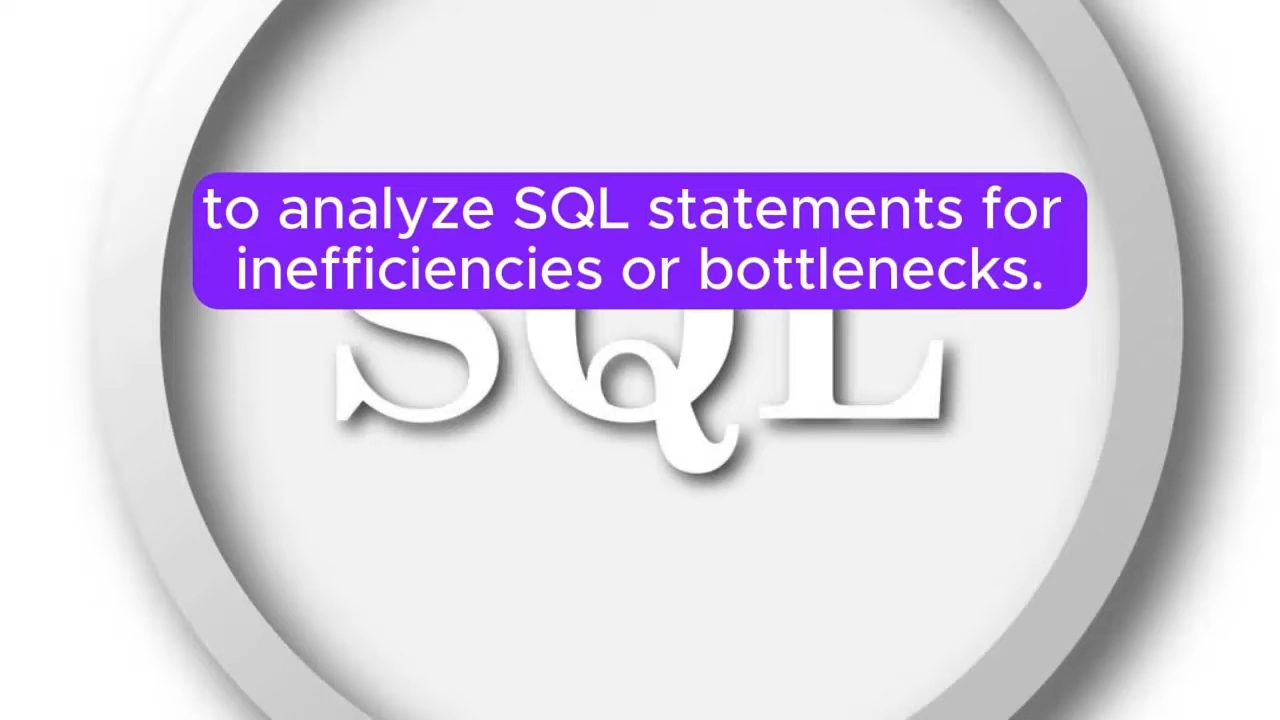 to analyze SQL statements for
inefficiencies or bottlenecks.
SQL